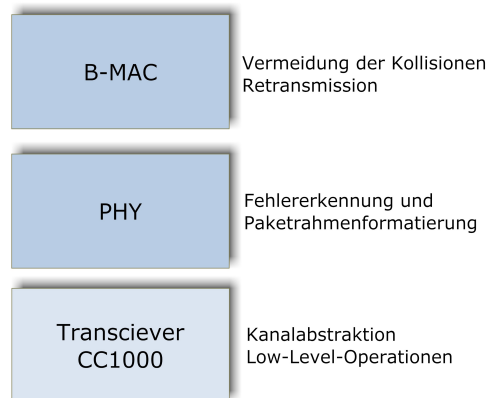 B-MAC
Vermeidung der Kollisionen
Retransmission
PHY
Fehlererkennung und
Paketrahmenformatierung
Transciever
CC1000
Kanalabstraktion
Low-Level-Operationen